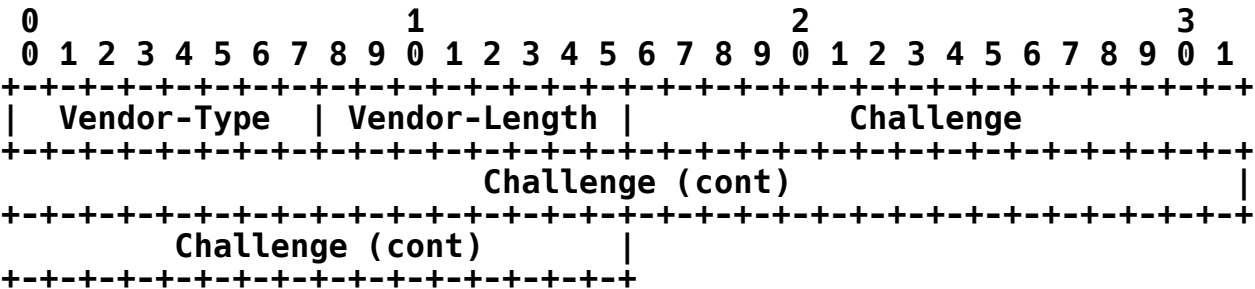 0                   1                   2                   3
 0 1 2 3 4 5 6 7 8 9 0 1 2 3 4 5 6 7 8 9 0 1 2 3 4 5 6 7 8 9 0 1
+-+-+-+-+-+-+-+-+-+-+-+-+-+-+-+-+-+-+-+-+-+-+-+-+-+-+-+-+-+-+-+-+
|  Vendor-Type  | Vendor-Length |           Challenge
+-+-+-+-+-+-+-+-+-+-+-+-+-+-+-+-+-+-+-+-+-+-+-+-+-+-+-+-+-+-+-+-+
                         Challenge (cont)                       |
+-+-+-+-+-+-+-+-+-+-+-+-+-+-+-+-+-+-+-+-+-+-+-+-+-+-+-+-+-+-+-+-+
         Challenge (cont)       |
+-+-+-+-+-+-+-+-+-+-+-+-+-+-+-+-+